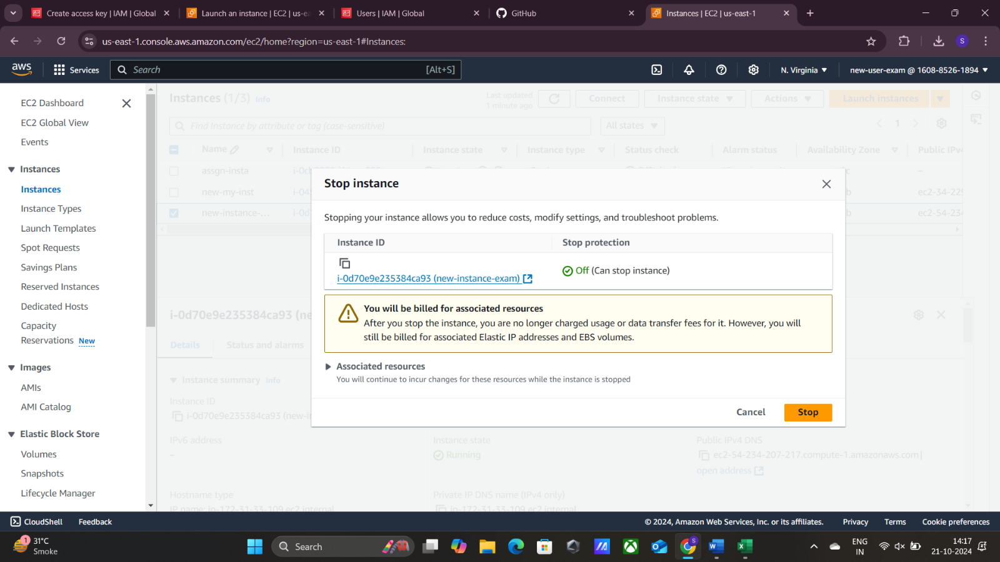 Create access key | IAM | Global
Launch an instance | EC2 | us-ea
Users | IAM | Global
GitHub
Instances | EC2 | us-east-1
us-east-1.console.aws.amazon.com/ec2/home?region=us-east-1#Instances:
S
aws
Services
Search
[Alt+S]
N. Virginia
new-user-exam @ 1608-8526-1894
EC2 Dashboard
EC2 Global View
Events
Instances
Instances
Instance Types
Launch Templates
Spot Requests
Savings Plans
Reserved Instances
Dedicated Hosts
Capacity
Reservations New
Images
AMIs
AMI Catalog
Elastic Block Store
Volumes
Snapshots
Lifecycle Manager
Instances (1/3) Info
Last updated
1 minute ago
Connect
Instance state
Actions
Launch instances
Find Instance by attribute or tag (case-sensitive)
All states
1
Name
Instance ID
Instance state
Instance type
Status check
Alarm status
Availability Zone
Public IPv4
assgn-insta
new-my-inst
ec2-34-229
new-instance-...
ec2-54-234
Stop instance
Stopping your instance allows you to reduce costs, modify settings, and troubleshoot problems.
Instance ID
Stop protection
i-0d70e9e235384ca93 (new-instance-exam)
Off (Can stop instance)
You will be billed for associated resources
After you stop the instance, you are no longer charged usage or data transfer fees for it. However, you will
still be billed for associated Elastic IP addresses and EBS volumes.
Associated resources
You will continue to incur changes for these resources while the instance is stopped
Cancel
Stop
i-0d70e9e235384ca93 (ne
Details
Status and alarms
Instance summary Info
Instance ID
i-0d70e9e235384ca93 (new-i
IPv6 address
–
Instance state
Running
Public IPv4 DNS
ec2-54-234-207-217.compute-1.amazonaws.com |
open address
Hostname type
IP name: ip-172-31-33-109.ec2.internal
Private IP DNS name (IPv4 only)
ip-172-31-33-109.ec2.internal
CloudShell
Feedback
© 2024, Amazon Web Services, Inc. or its affiliates.
Privacy
Terms
Cookie preferences
1
31°C
Smoke
Search
ENG
IN
14:17
21-10-2024